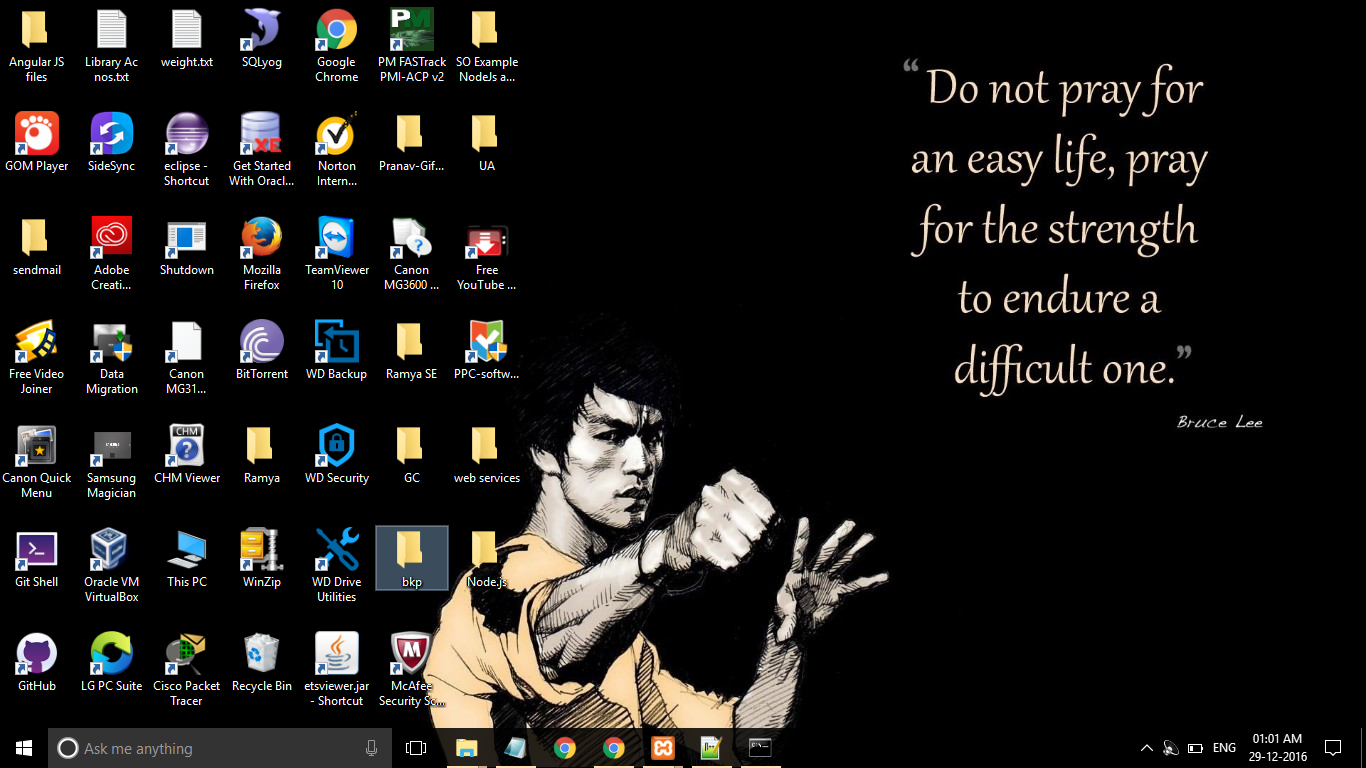 Angular JS
files
Library Ac
nos.txt
weight.txt
SQLyog
Google
Chrome
PM
PM FASTrack
PMI-ACP v2
SO Example
NodeJs a...
GOM Player
SideSync
eclipse -
Shortcut
XE
Get Started
With Oracl...
Norton
Intern...
Pranav-Gif...
UA
sendmail
Adobe
Creati...
Shutdown
Mozilla
Firefox
TeamViewer
10
Canon
MG3600 ...
Free
YouTube ...
Free Video
Joiner
Data
Migration
Canon
MG31...
BitTorrent
WD Backup
Ramya SE
PPC-softw...
Canon Quick
Menu
Samsung
Magician
CHM
CHM Viewer
Ramya
WD Security
GC
web services
Git Shell
Oracle VM
VirtualBox
This PC
WinZip
WD Drive
Utilities
bkp
Node.js
GitHub
LG PC Suite
Cisco Packet
Tracer
Recycle Bin
etsviewer.jar
- Shortcut
McAfee
Security Sc...
“Do not pray for
an easy life, pray
for the strength
to endure a
difficult one.”
Bruce Lee
Ask me anything
ENG
01:01 AM
29-12-2016